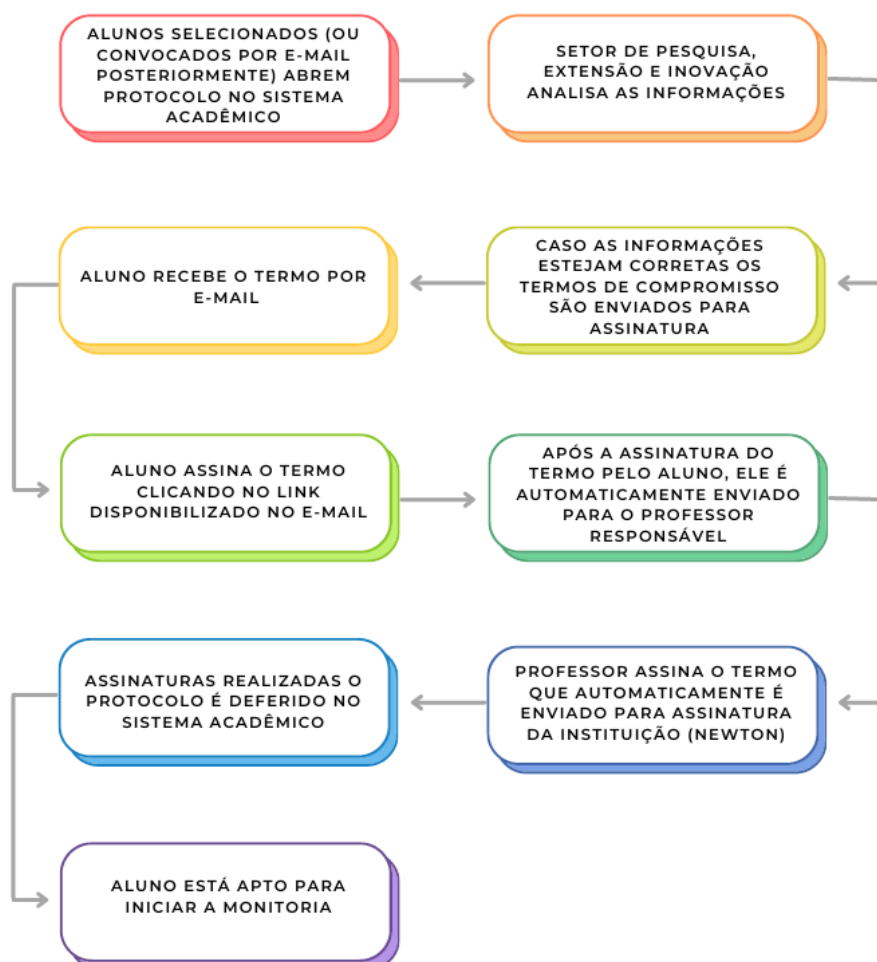 ALUNOS SELECIONADOS (OU
CONVOCADOS POR E-MAIL
POSTERIORMENTE) ABREM
PROTOCOLO NO SISTEMA
ACADÊMICO
SETOR DE PESQUISA,
EXTENSÃO E INOVAÇÃO
ANALISA AS INFORMAÇÕES
CASO AS INFORMAÇÕES
ESTEJAM CORRETAS OS
TERMOS DE COMPROMISSO
SÃO ENVIADOS PARA
ASSINATURA
ALUNO RECEBE O TERMO POR
E-MAIL
ALUNO ASSINA O TERMO
CLICANDO NO LINK
DISPONIBILIZADO NO E-MAIL
APÓS A ASSINATURA DO
TERMO PELO ALUNO, ELE É
AUTOMATICAMENTE ENVIADO
PARA O PROFESSOR
RESPONSÁVEL
PROFESSOR ASSINA O TERMO
QUE AUTOMATICAMENTE É
ENVIADO PARA ASSINATURA
DA INSTITUIÇÃO (NEWTON)
ASSINATURAS REALIZADAS O
PROTOCOLO É DEFERIDO NO
SISTEMA ACADÊMICO
ALUNO ESTÁ APTO PARA
INICIAR A MONITORIA